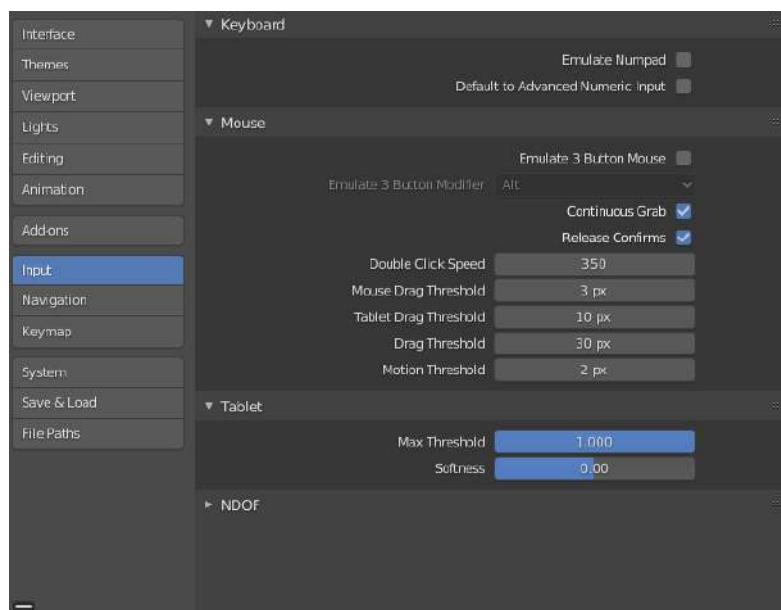 Interface
Themes
Viewport
Lights
Editing
Animation
Add-ons
Input
Navigation
Keymap
System
Save & Load
File Paths
Keyboard
Emulate Numpad
Default to Advanced Numeric Input
Mouse
Emulate 3 Button Mouse
Emulate 3 Button Modifier Alt
Continuous Grab
Release Confirms
Double Click Speed 350
Mouse Drag Threshold 3 px
Tablet Drag Threshold 10 px
Drag Threshold 30 px
Motion Threshold 2 px
Tablet
Max Threshold 1.000
Softness 0.00
NDOF